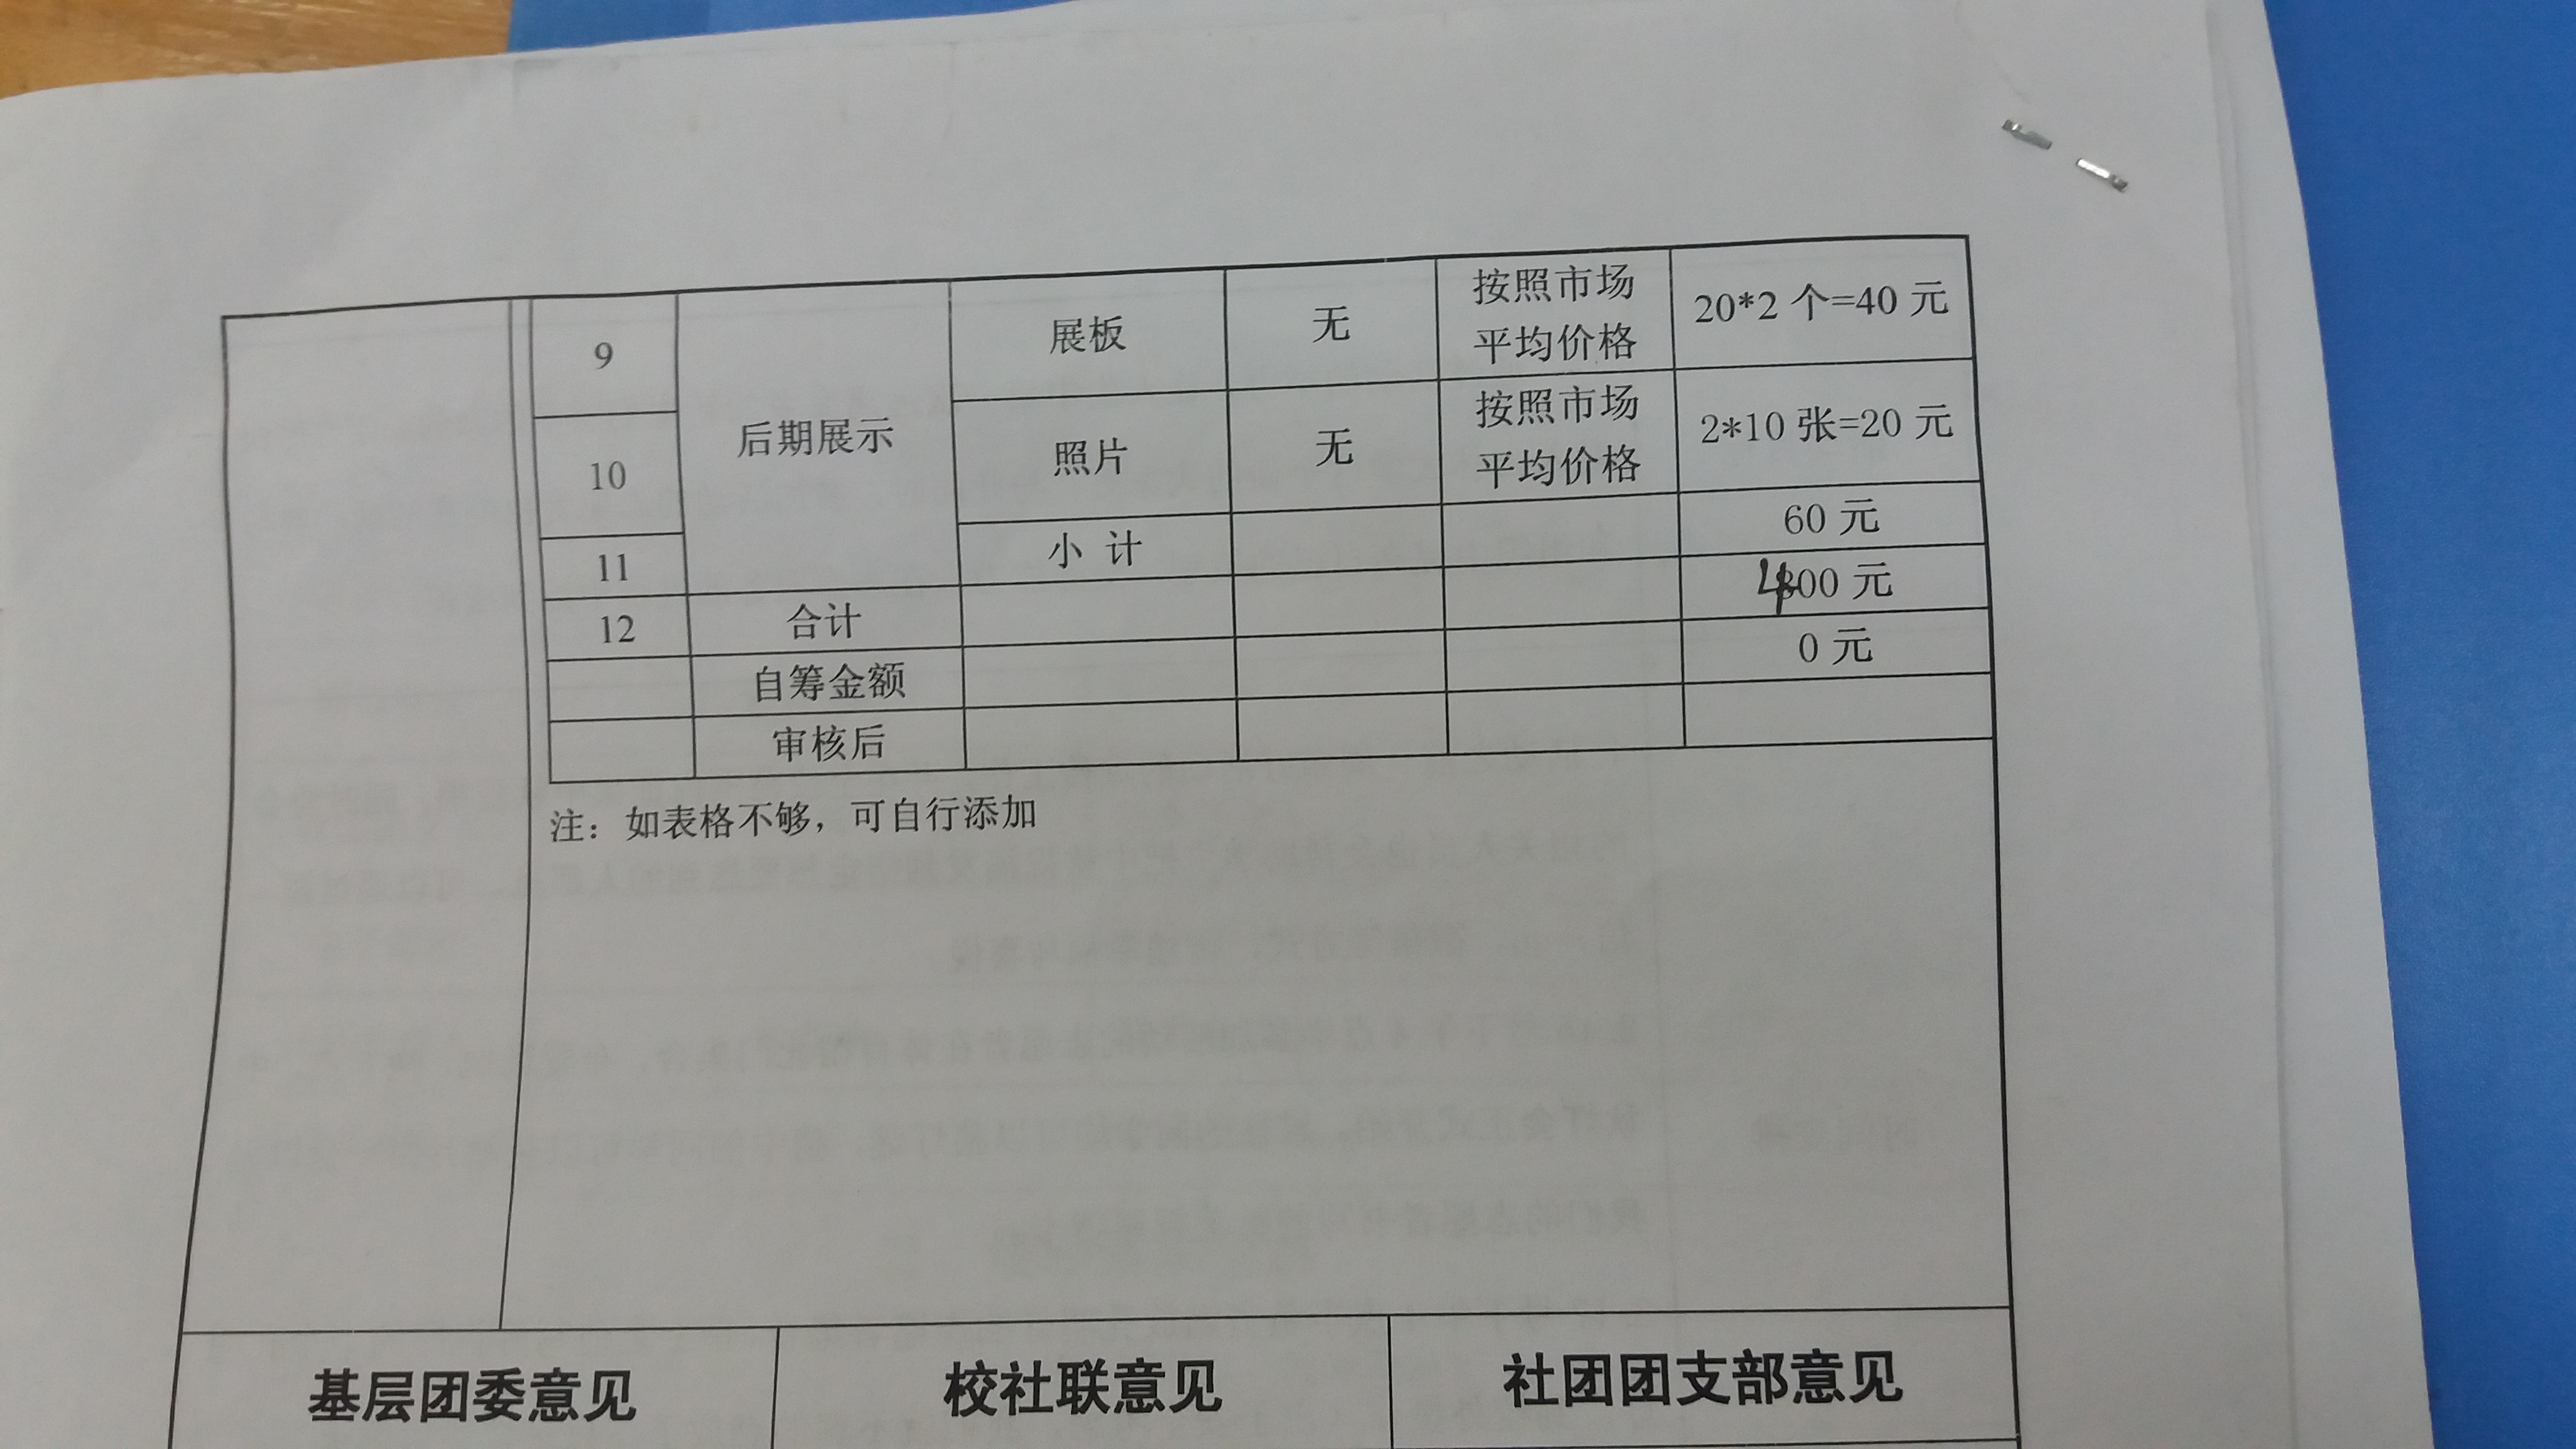 9
后期展示
展板
无
按照市场
平均价格
20*2 个=40 元
10
照片
无
按照市场
平均价格
2*10 张=20 元
11
小 计
60 元
12
合计
400 元
自筹金额
0 元
审核后
注：如表格不够，可自行添加
基层团委意见
校社联意见
社团团支部意见